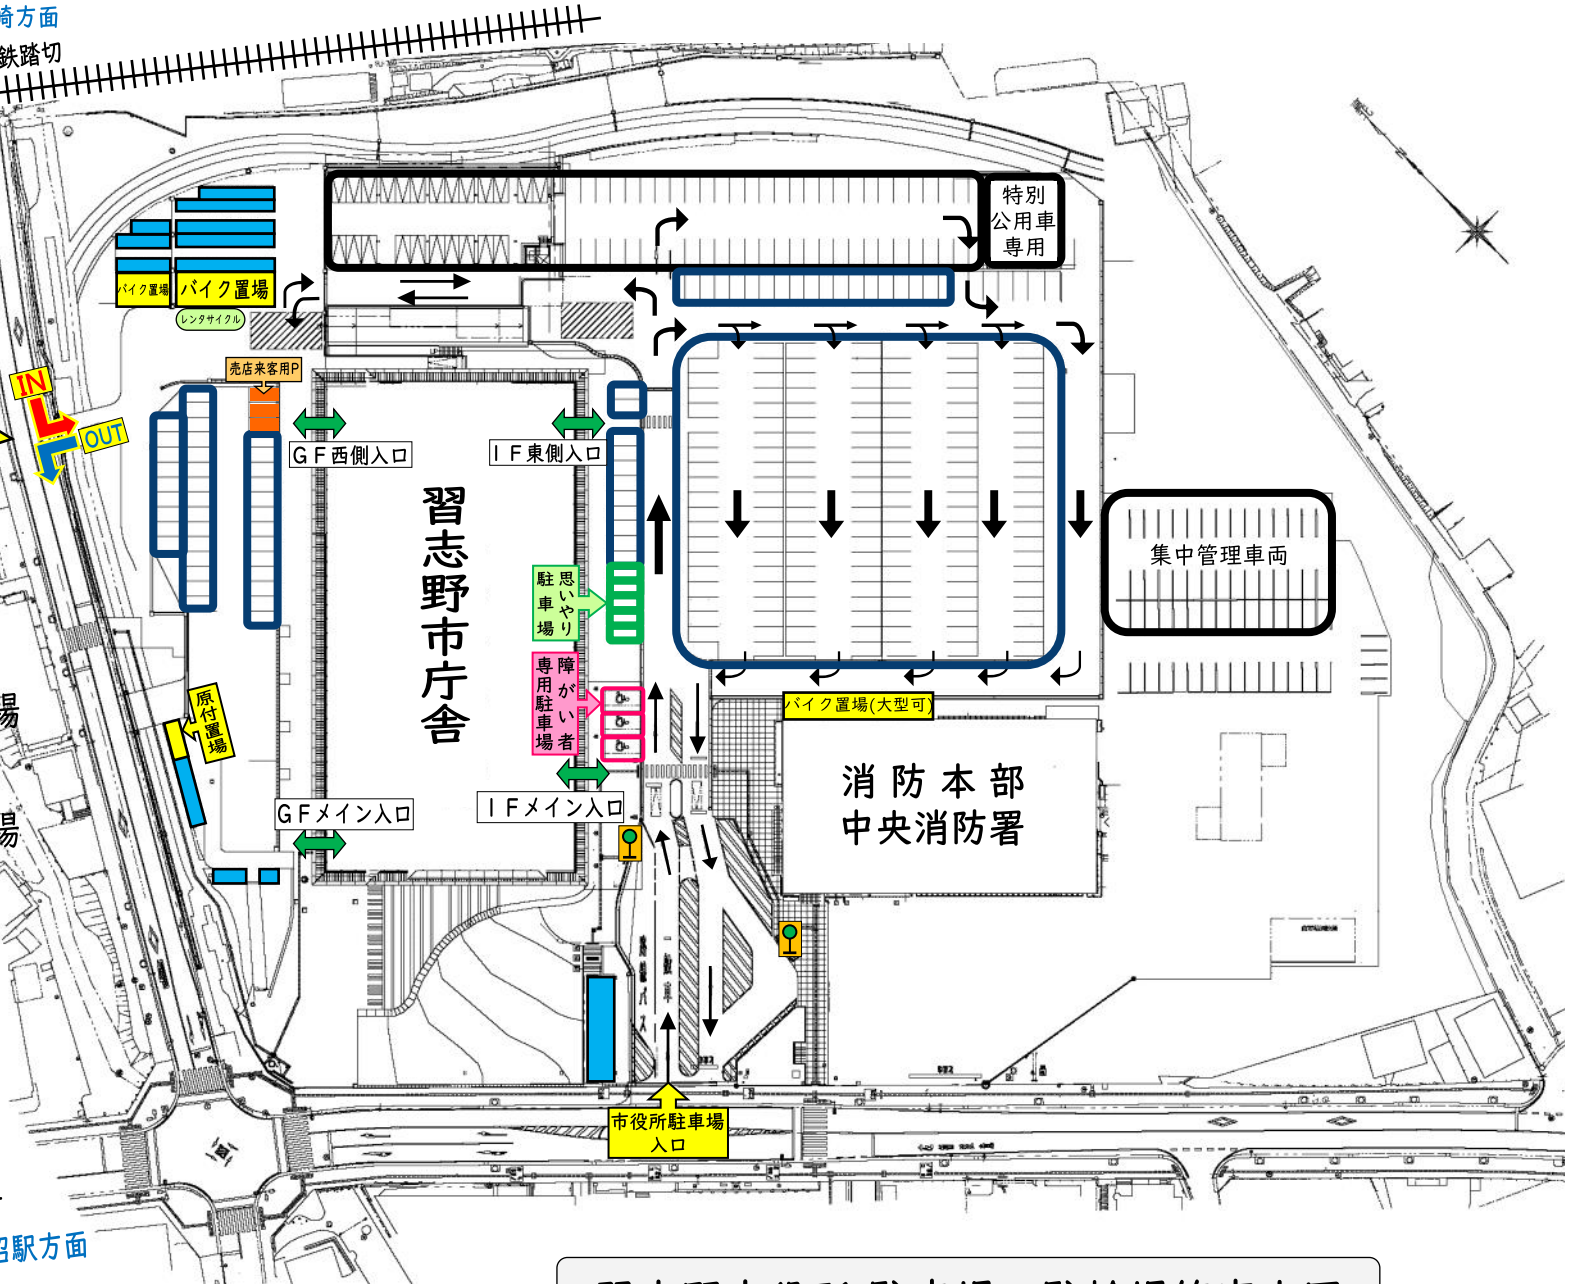 崎方面
鉄踏切
特別
公用車
専用
バイク置場
バイク置場
レンタサイクル
売店来客用P
IN
OUT
GF西側入口
1F東側入口
習志野市庁舎
集中管理車両
思いやり
駐車場
障がい者
専用駐車場
原付置場
バイク置場(大型可)
消防本部
中央消防署
GFメイン入口
1Fメイン入口
場
場
市役所駐車場
入口
沼駅方面